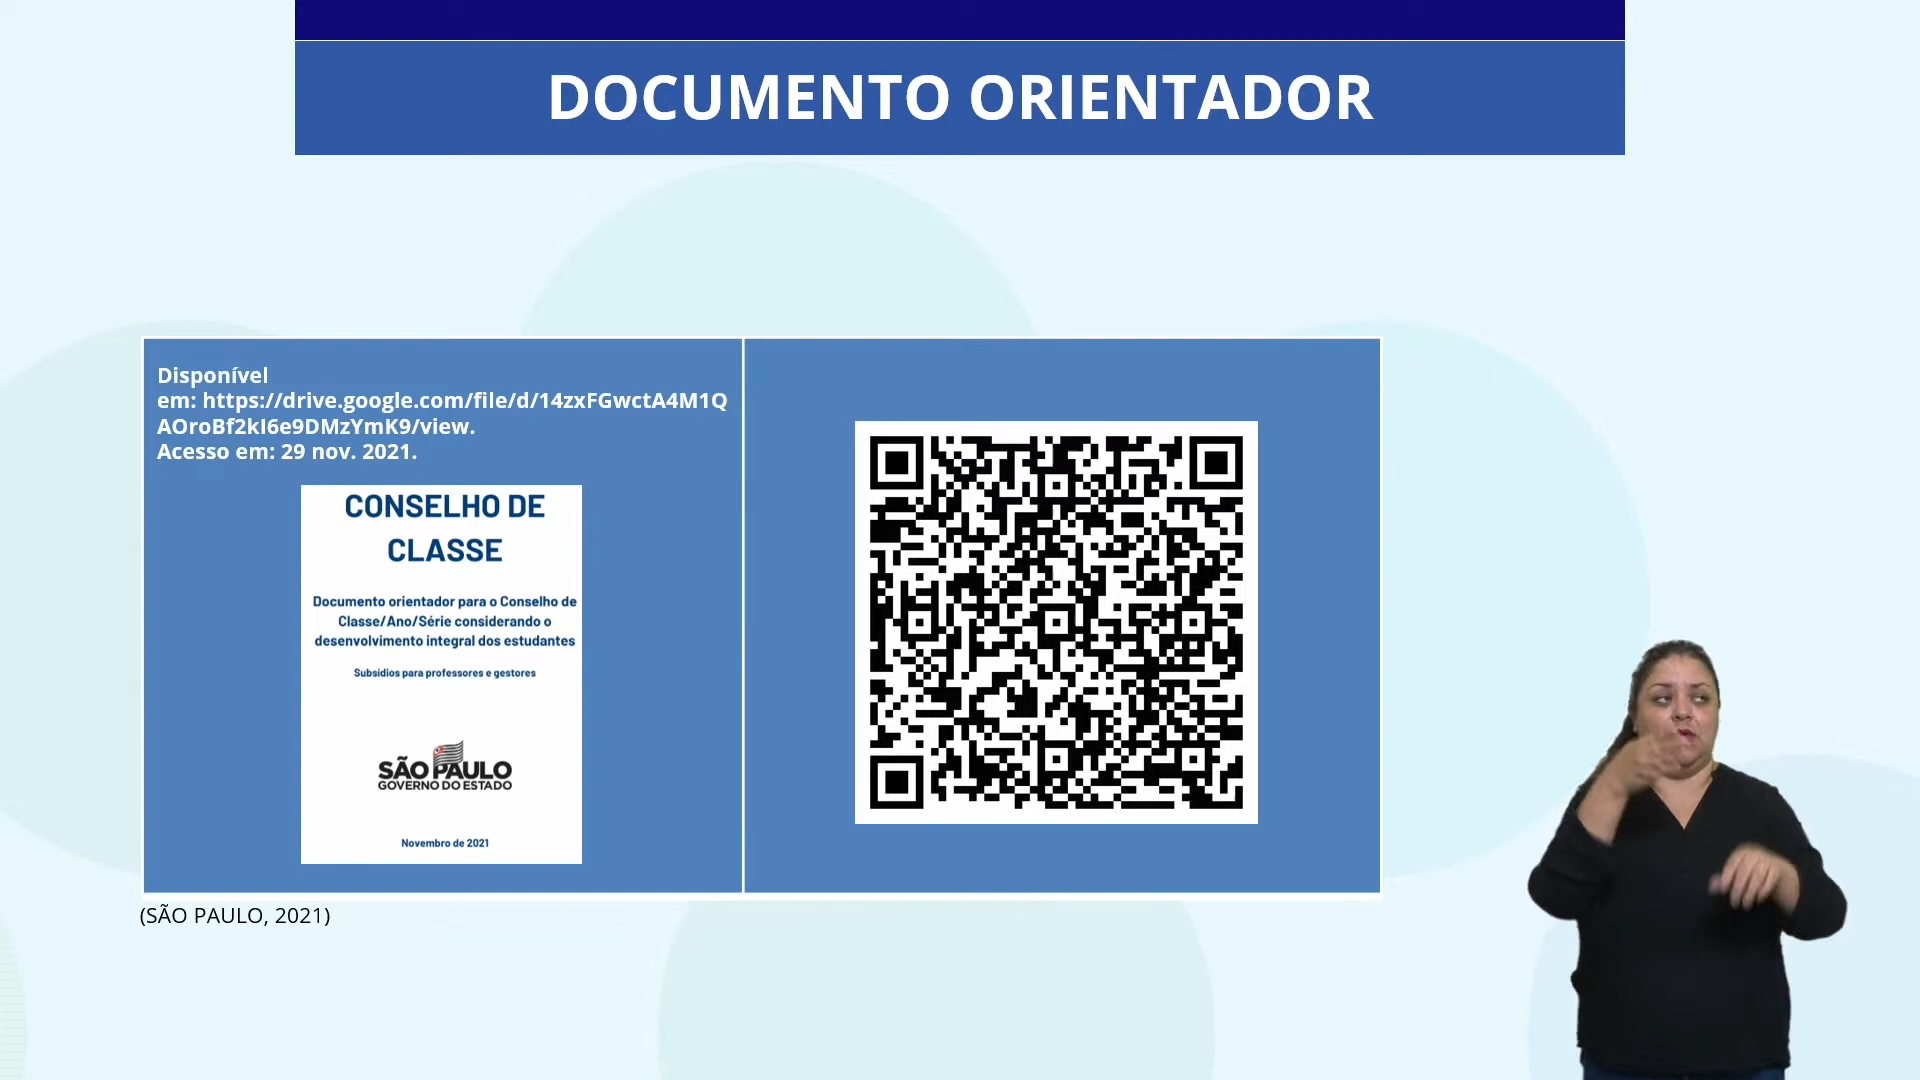 DOCUMENTO ORIENTADOR
Disponível
em: https://drive.google.com/file/d/14zxFGwctA4M1Q
AOroBf2kI6e9DMzYmK9/view.
Acesso em: 29 nov. 2021.
CONSELHO DE
CLASSE
Documento orientador para o Conselho de
Classe/Ano/Série considerando o
desenvolvimento integral dos estudantes
Subsídios para professores e gestores
SÃO PAULO
GOVERNO DO ESTADO
Novembro de 2021
(SÃO PAULO, 2021)